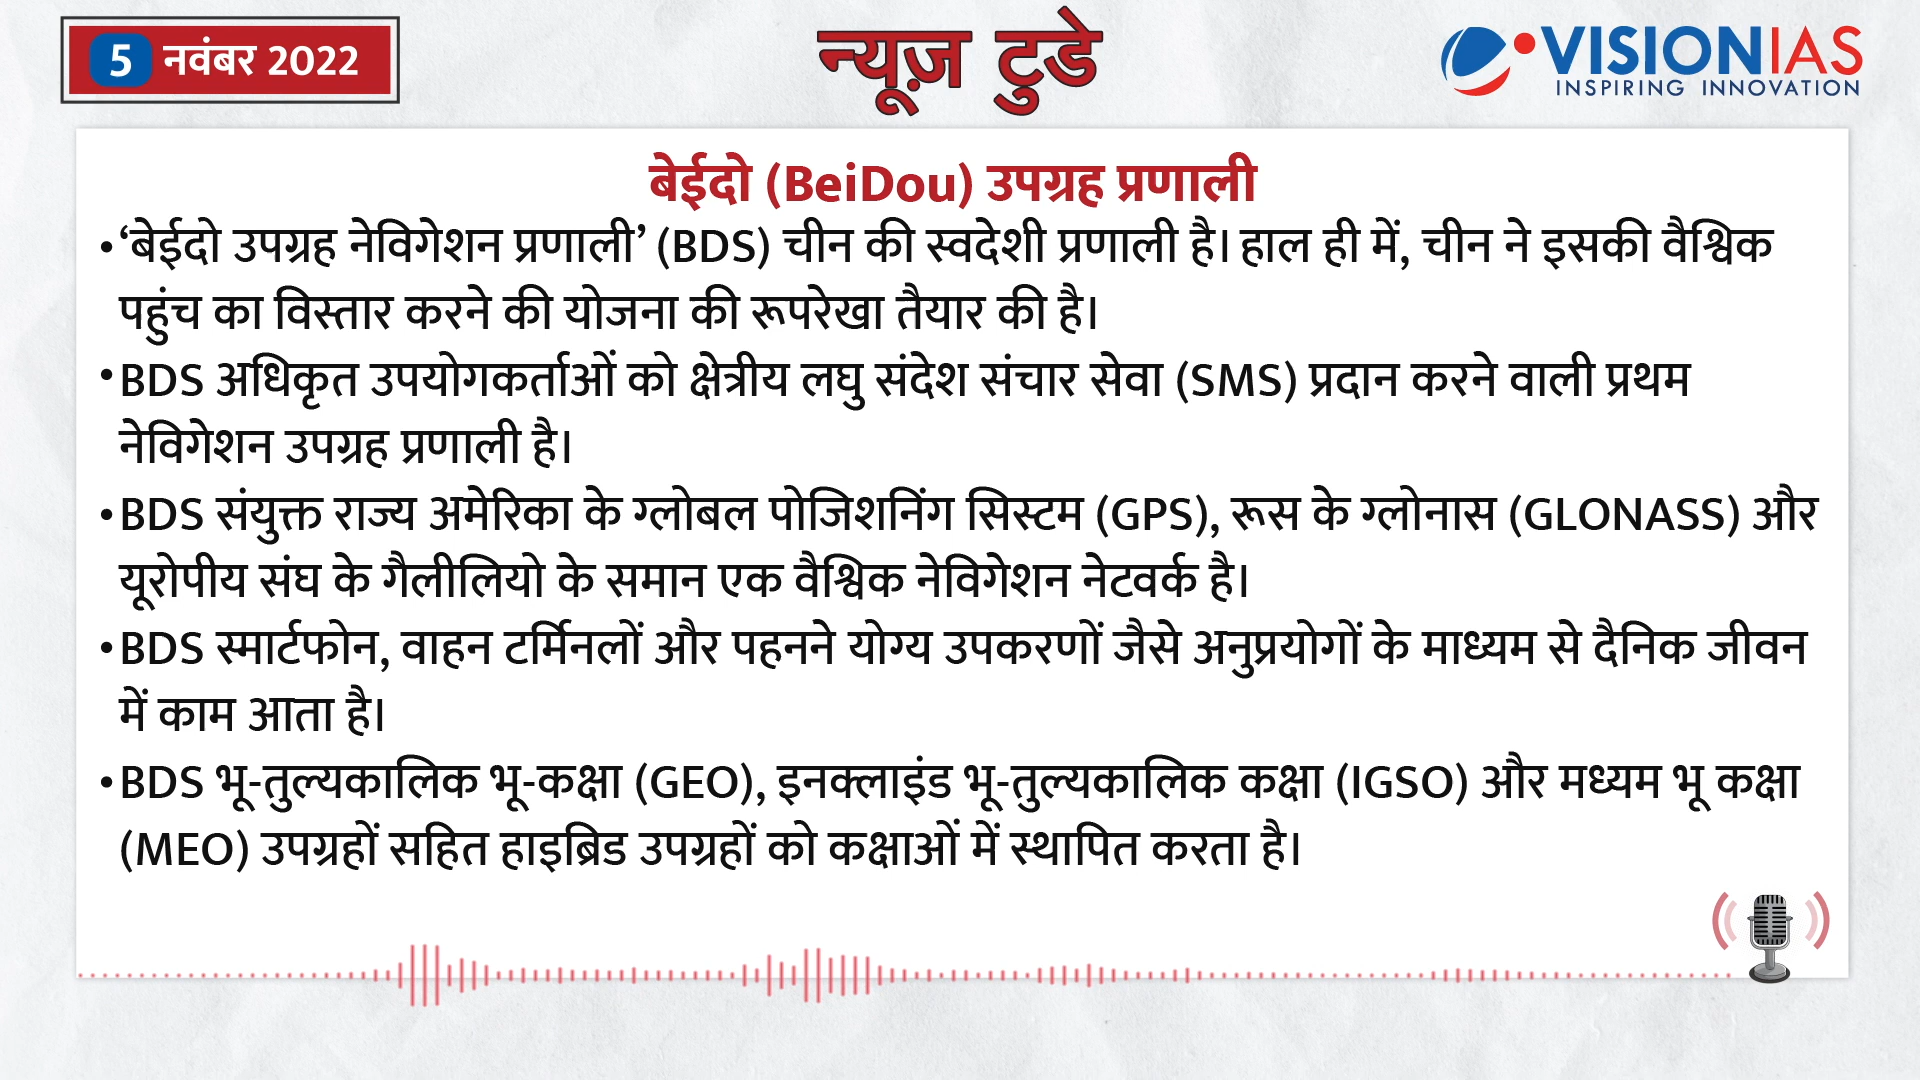 5 नवंबर 2022
न्यूज़ टुडे
VISIONIAS
INSPIRING INNOVATION
बेईदो (BeiDou) उपग्रह प्रणाली
•‘बेईदो उपग्रह नेविगेशन प्रणाली’ (BDS) चीन की स्वदेशी प्रणाली है। हाल ही में, चीन ने इसकी वैश्विक
पहुंच का विस्तार करने की योजना की रूपरेखा तैयार की है।
•BDS अधिकृत उपयोगकर्ताओं को क्षेत्रीय लघु संदेश संचार सेवा (SMS) प्रदान करने वाली प्रथम
नेविगेशन उपग्रह प्रणाली है।
•BDS संयुक्त राज्य अमेरिका के ग्लोबल पोजिशनिंग सिस्टम (GPS), रूस के ग्लोनास (GLONASS) और
यूरोपीय संघ के गैलीलियो के समान एक वैश्विक नेविगेशन नेटवर्क है।
•BDS स्मार्टफोन, वाहन टर्मिनलों और पहनने योग्य उपकरणों जैसे अनुप्रयोगों के माध्यम से दैनिक जीवन
में काम आता है।
•BDS भू-तुल्यकालिक भू-कक्षा (GEO), इनक्लाइंड भू-तुल्यकालिक कक्षा (IGSO) और मध्यम भू कक्षा
(MEO) उपग्रहों सहित हाइब्रिड उपग्रहों को कक्षाओं में स्थापित करता है।